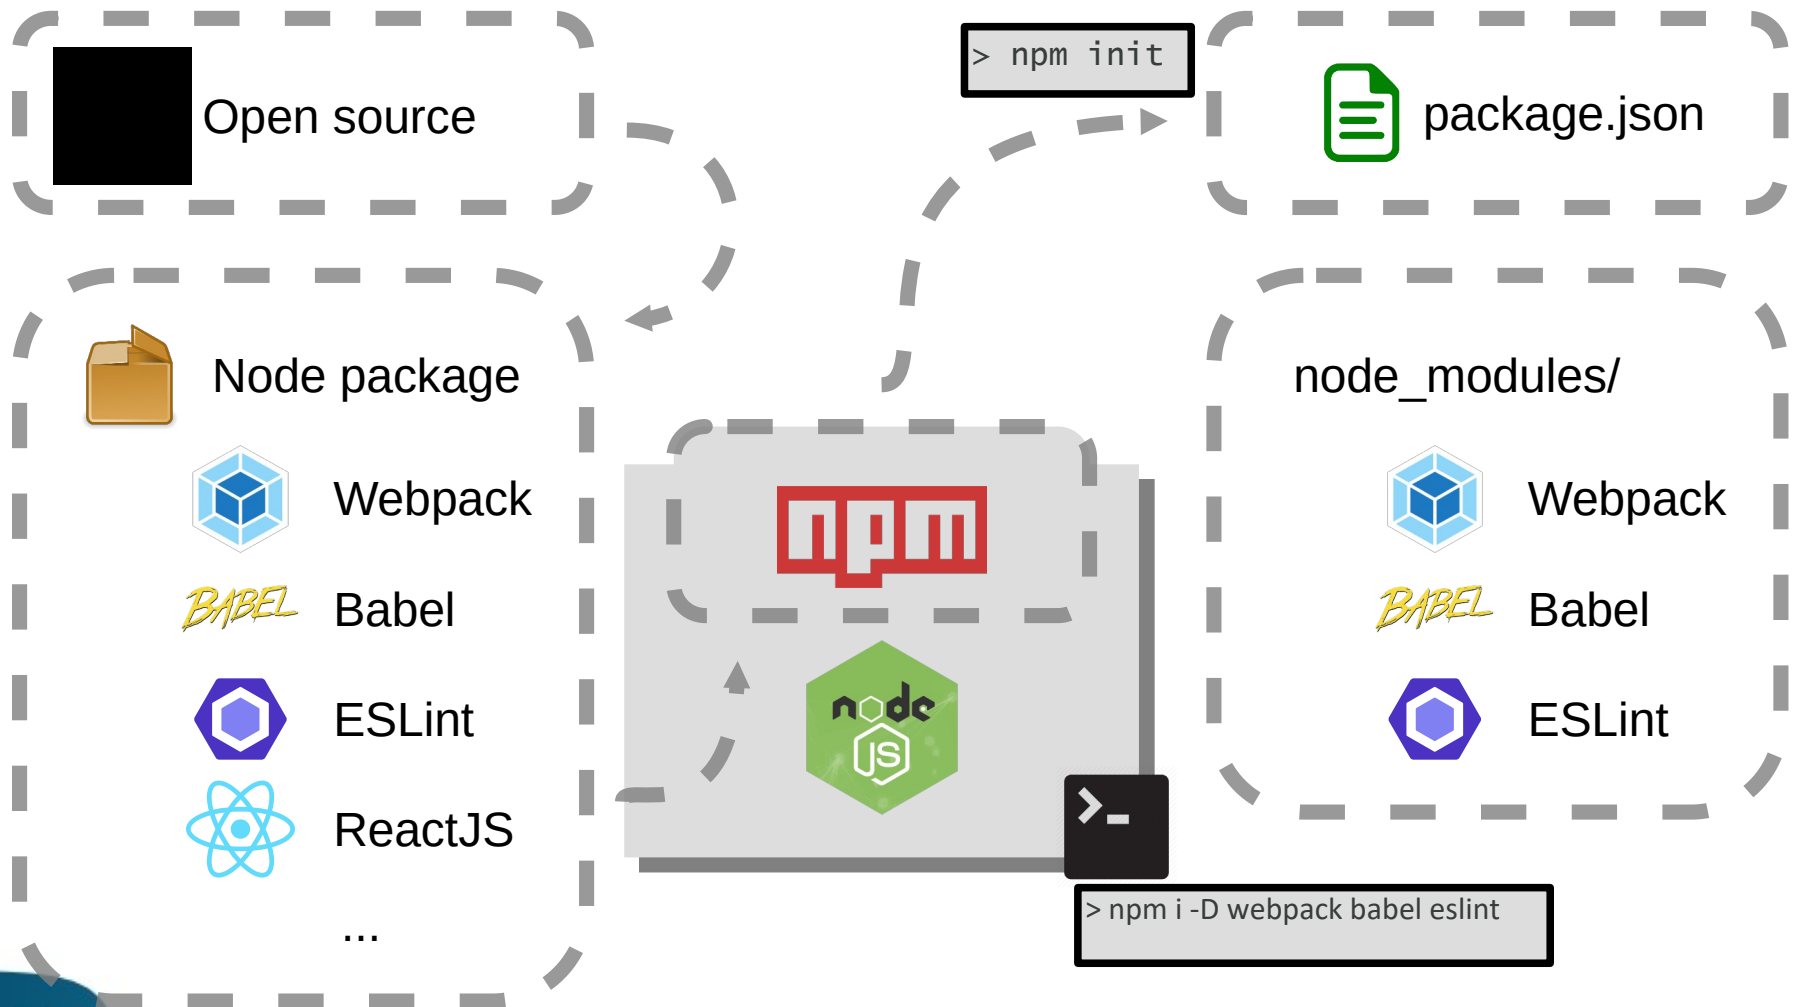 Open source
> npm init
package.json
Node package
Webpack
BABEL Babel
ESLint
ReactJS
...
npm
node
JS
>_
> npm i -D webpack babel eslint
node_modules/
Webpack
BABEL Babel
ESLint